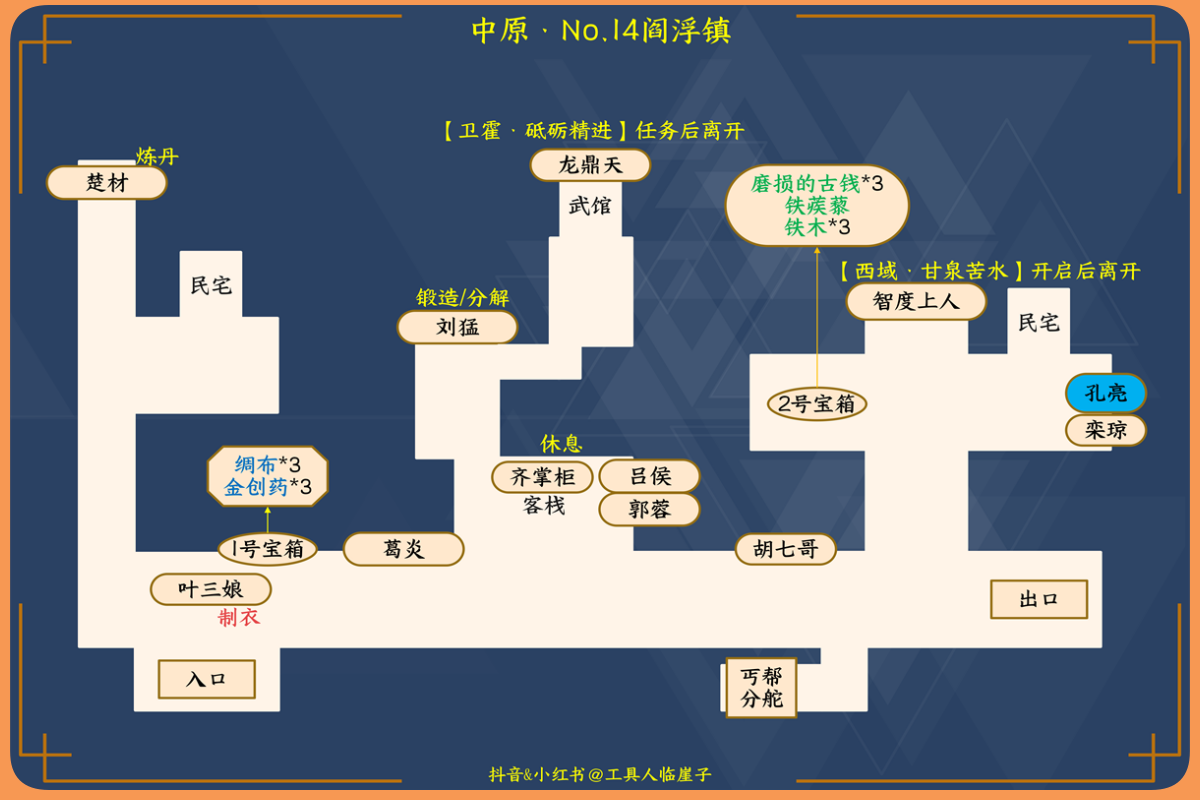 中原·No.14阎浮镇
【卫霍·砥砺精进】任务后离开
炼丹
楚材
龙鼎天
武馆
磨损的古钱*3
铁蒺藜
铁木*3
【西域·甘泉苦水】开启后离开
民宅
锻造/分解
刘猛
智度上人
民宅
2号宝箱
孔亮
栾琼
休息
绸布*3
金创药*3
齐掌柜
吕侯
客栈
郭蓉
1号宝箱
葛炎
胡七哥
叶三娘
制衣
出口
入口
丐帮
分舵
抖音&小红书@工具人临崖子